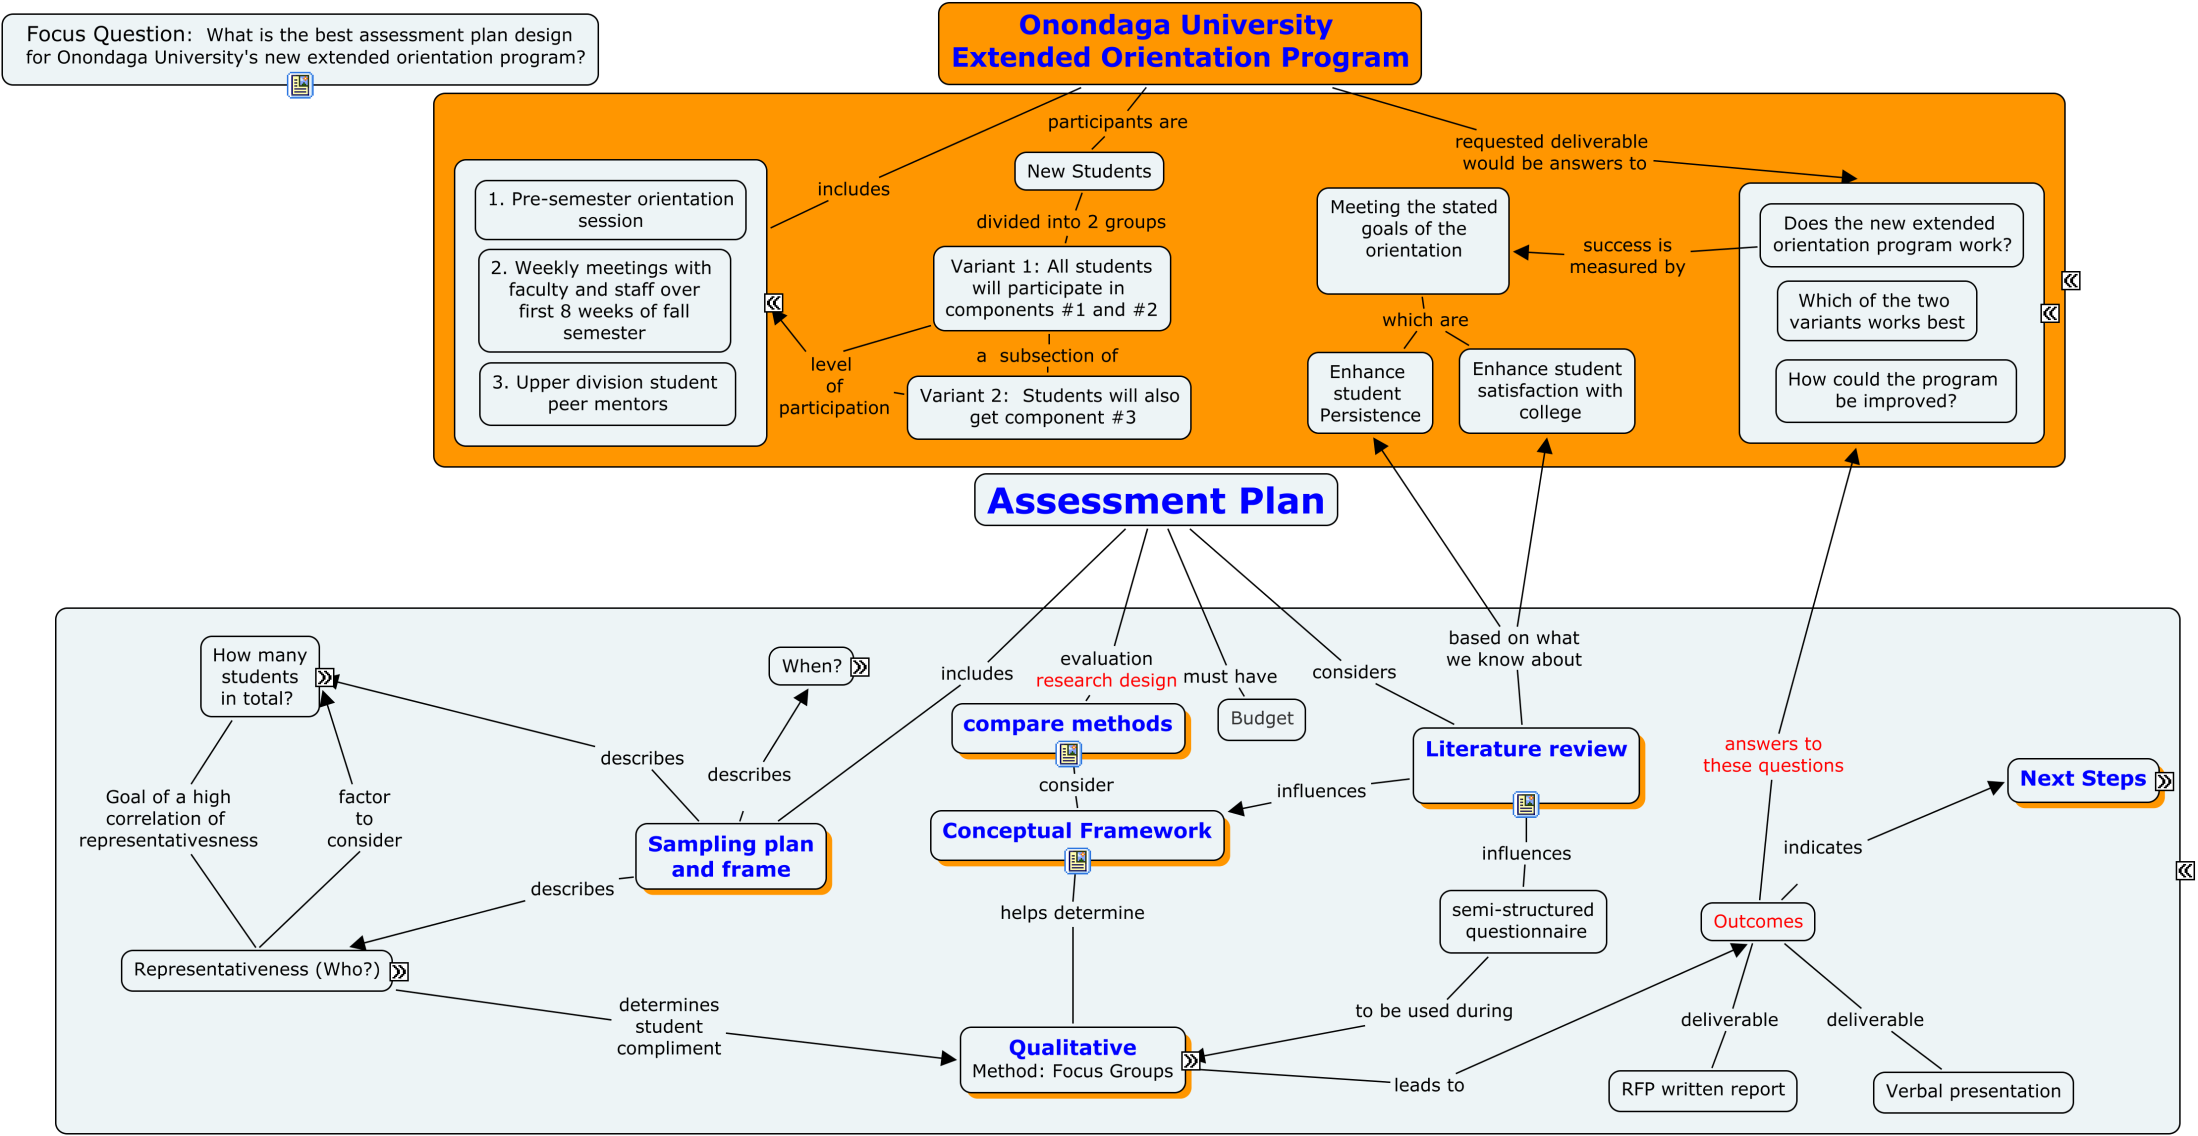 Focus Question: What is the best assessment plan design
for Onondaga University's new extended orientation program?
Onondaga University
Extended Orientation Program
includes
participants are
requested deliverable
would be answers to
1. Pre-semester orientation
session
2. Weekly meetings with
faculty and staff over
first 8 weeks of fall
semester
3. Upper division student
peer mentors
New Students
divided into 2 groups
Variant 1: All students
will participate in
components #1 and #2
a subsection of
Variant 2: Students will also
get component #3
level
of
participation
Meeting the stated
goals of the
orientation
success is
measured by
which are
Enhance
student
Persistence
Enhance student
satisfaction with
college
Does the new extended
orientation program work?
Which of the two
variants works best
How could the program
be improved?
Assessment Plan
includes
evaluation
research design
must have
considers
based on what
we know about
How many
students
in total?
When?
describes
describes
Goal of a high
correlation of
representativesness
factor
to
consider
Sampling plan
and frame
describes
Representativeness (Who?)
determines
student
compliment
compare methods
Budget
consider
Conceptual Framework
influences
Literature review
influences
helps determine
semi-structured
questionnaire
to be used during
Qualitative
Method: Focus Groups
leads to
answers to
these questions
Next Steps
indicates
Outcomes
deliverable
deliverable
RFP written report
Verbal presentation